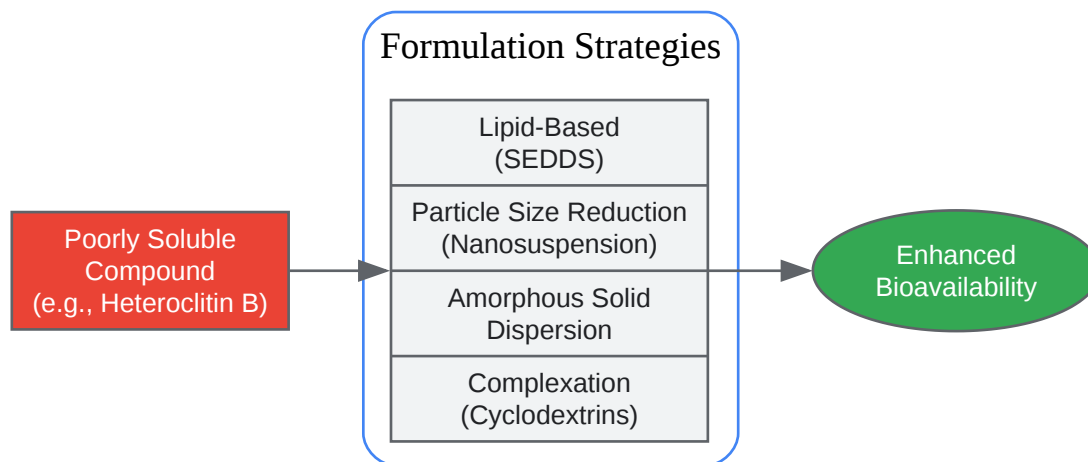 Formulation Strategies
Lipid-Based
(SEDDS)
Particle Size Reduction
(Nanosuspension)
Amorphous Solid
Dispersion
Complexation
(Cyclodextrins)
Poorly Soluble
Compound
(e.g., Heteroclitin B)
Enhanced
Bioavailability